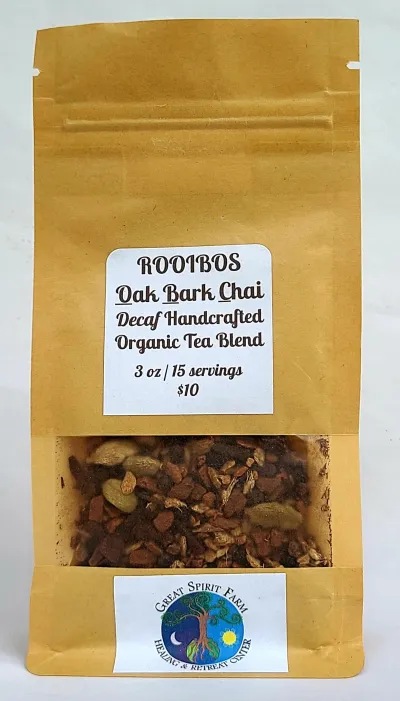 ROOIBOS
Oak Bark Chai
Decaf Handcrafted
Organic Tea Blend
3 oz / 15 servings
$10
GREAT SPIRIT FARM
HEALING & RETREAT CENTER